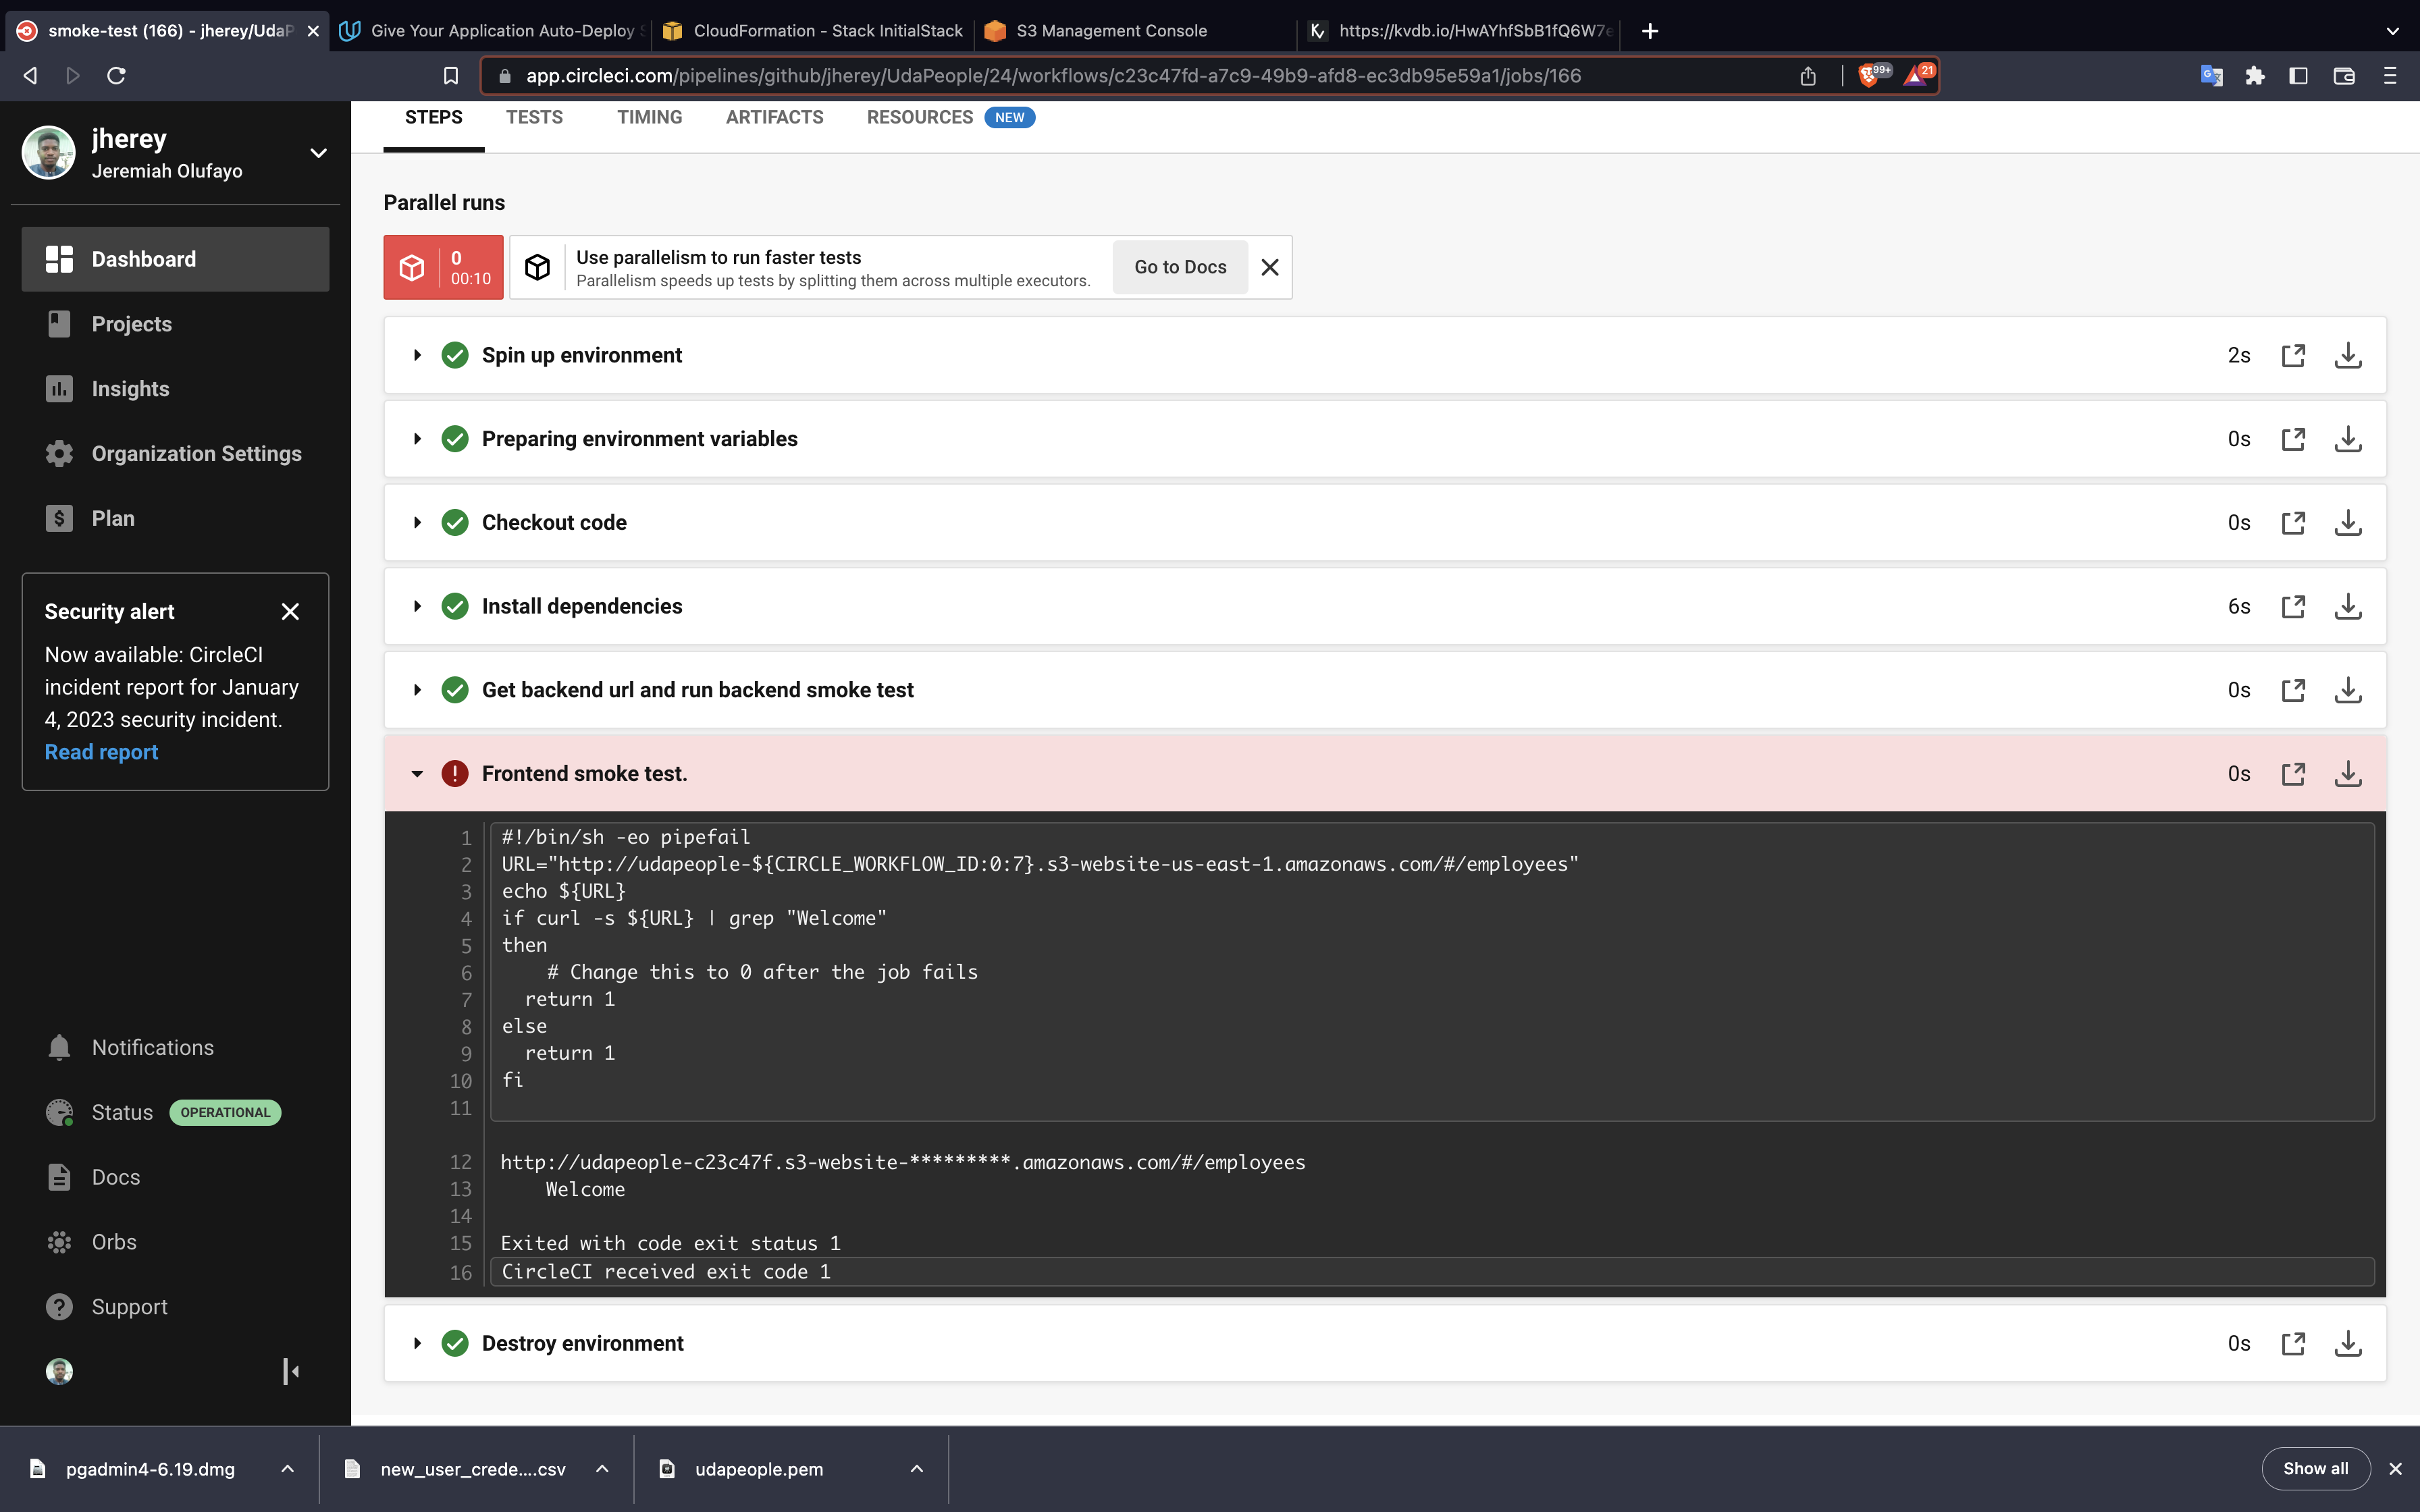 smoke-test (166) - jherey/UdaP
Give Your Application Auto-Deploy S
CloudFormation - Stack InitialStack
S3 Management Console
https://kvdb.io/HwAYhfSbB1fQ6W7e
app.circleci.com/pipelines/github/jherey/UdaPeople/24/workflows/c23c47fd-a7c9-49b9-afd8-ec3db95e59a1/jobs/166
99+
21
jherey
Jeremiah Olufayo
Dashboard
Projects
Insights
Organization Settings
Plan
Security alert
Now available: CircleCI
incident report for January
4, 2023 security incident.
Read report
Notifications
Status OPERATIONAL
Docs
Orbs
Support
STEPS TESTS TIMING ARTIFACTS RESOURCES NEW
Parallel runs
0
00:10
Use parallelism to run faster tests
Parallelism speeds up tests by splitting them across multiple executors.
Go to Docs
Spin up environment 2s
Preparing environment variables 0s
Checkout code 0s
Install dependencies 6s
Get backend url and run backend smoke test 0s
Frontend smoke test. 0s
1 #!/bin/sh -eo pipefail
2 URL="http://udapeople-${CIRCLE_WORKFLOW_ID:0:7}.s3-website-us-east-1.amazonaws.com/#/employees"
3 echo ${URL}
4 if curl -s ${URL} | grep "Welcome"
5 then
6 # Change this to 0 after the job fails
7 return 1
8 else
9 return 1
10 fi
11
12 http://udapeople-c23c47f.s3-website-*********.amazonaws.com/#/employees
13 Welcome
14
15 Exited with code exit status 1
16 CircleCI received exit code 1
Destroy environment 0s
pgadmin4-6.19.dmg
new_user_crede....csv
udapeople.pem
Show all